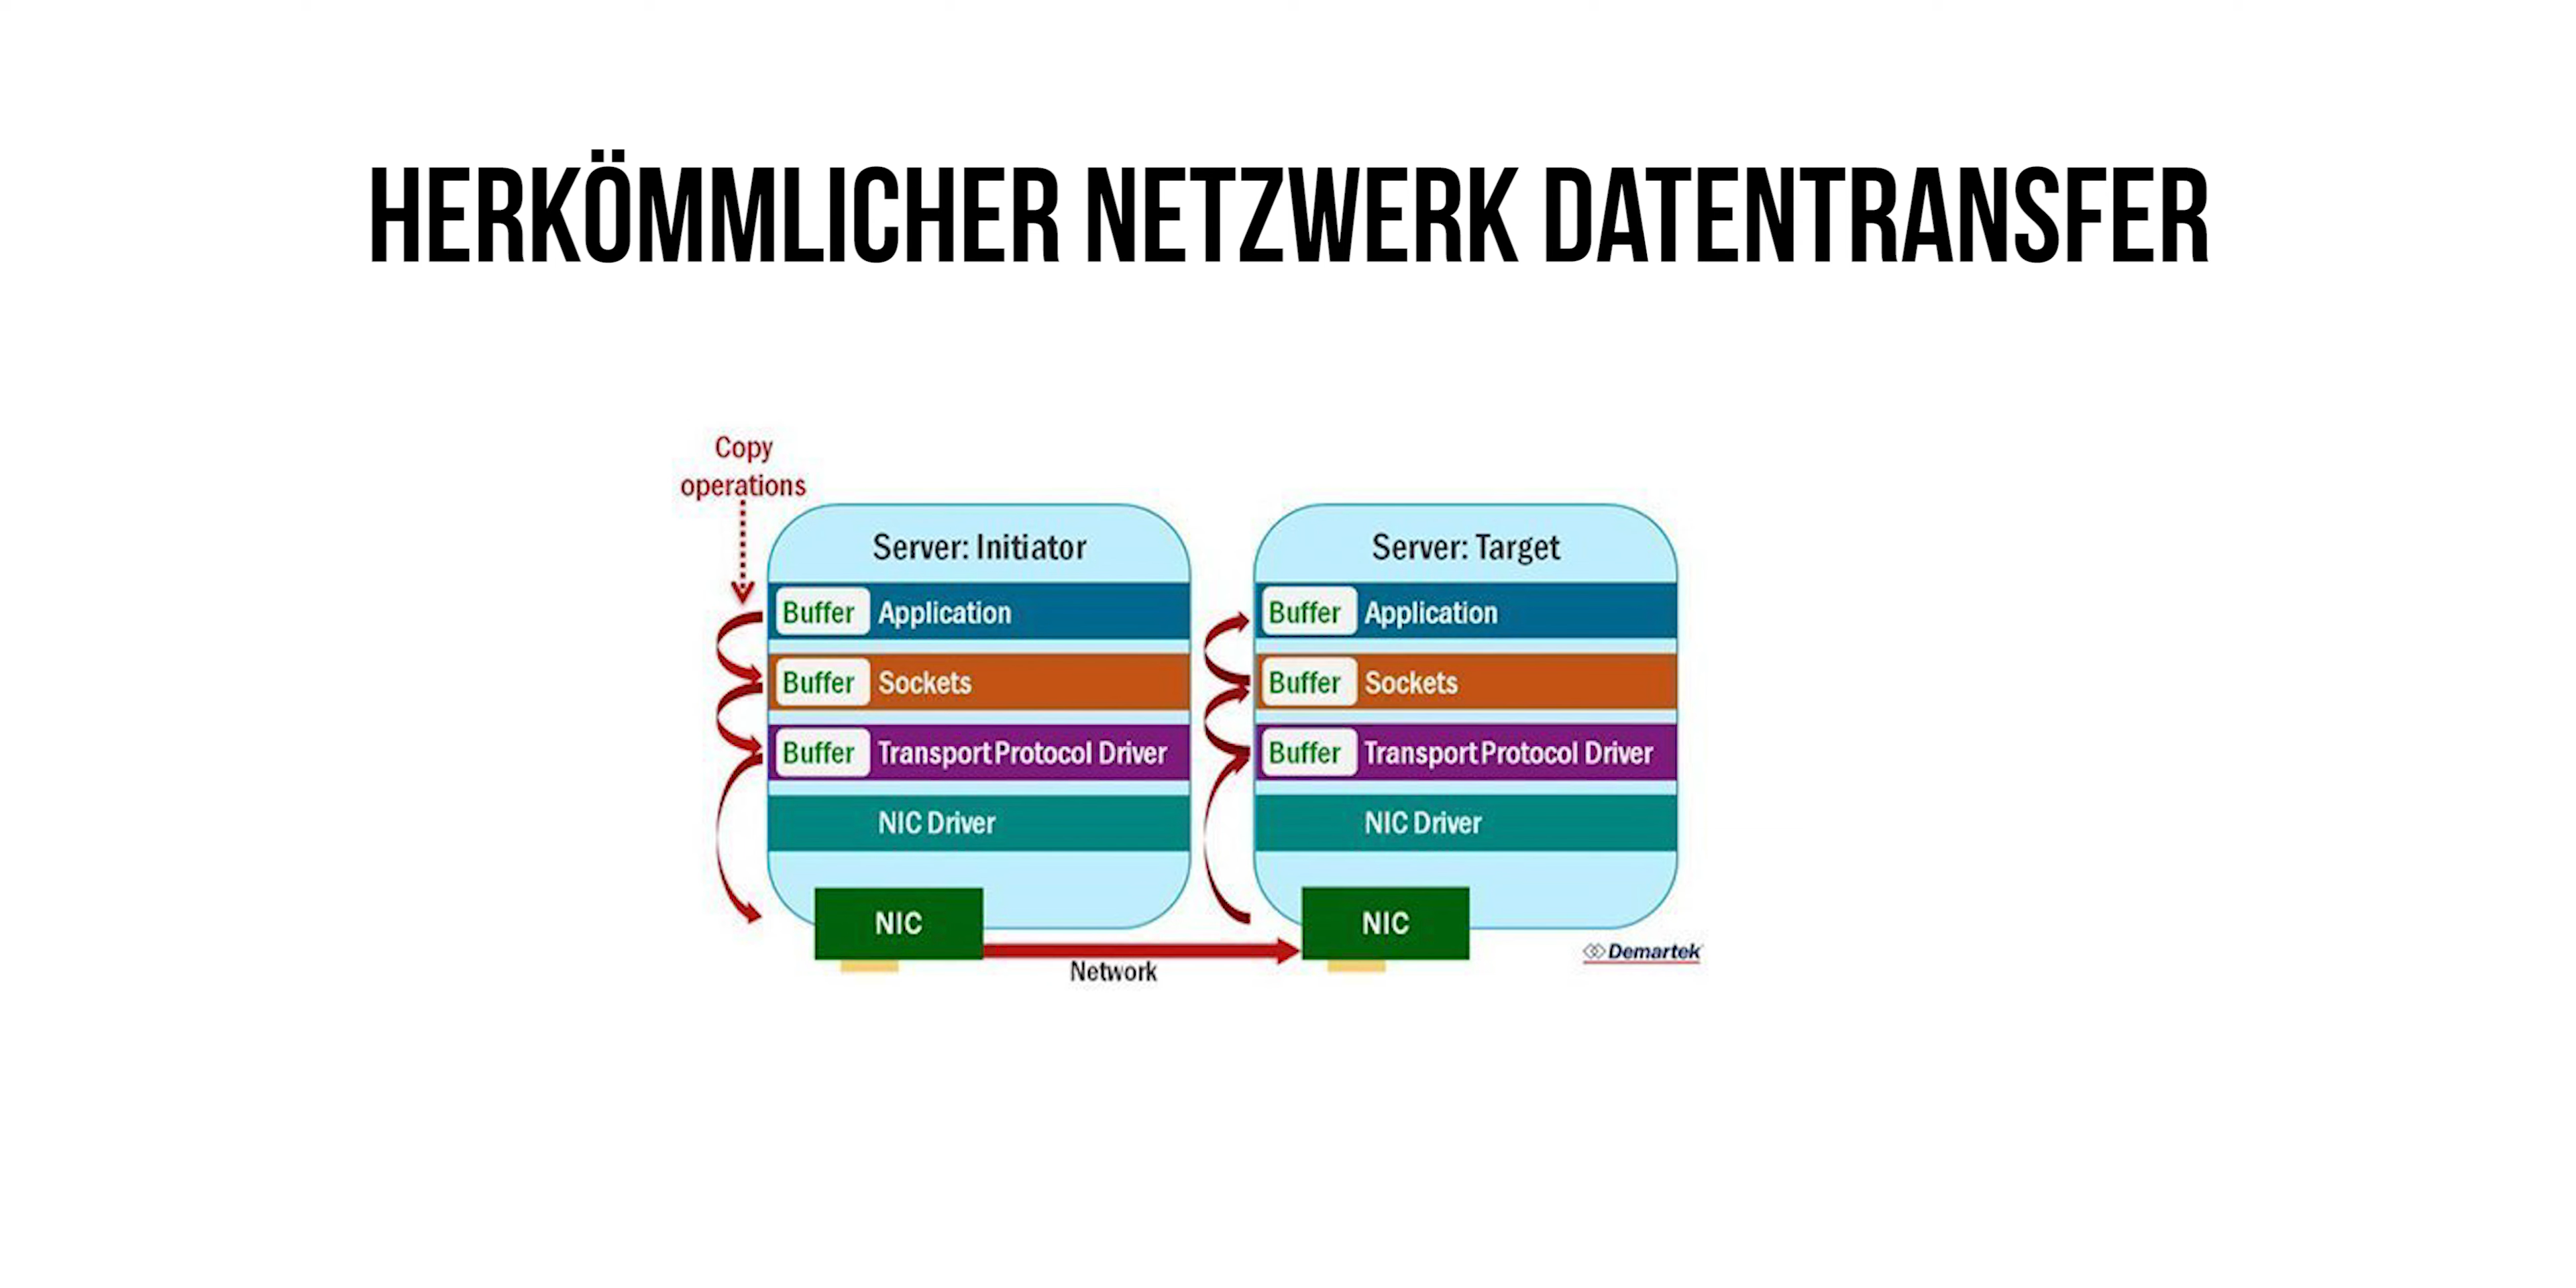 HERKÖMMLICHER NETZWERK DATENTRANSFER
Copy
operations
Server: Initiator
Buffer Application
Buffer Sockets
Buffer Transport Protocol Driver
NIC Driver
NIC
Server: Target
Buffer Application
Buffer Sockets
Buffer Transport Protocol Driver
NIC Driver
NIC
Network
Demartek